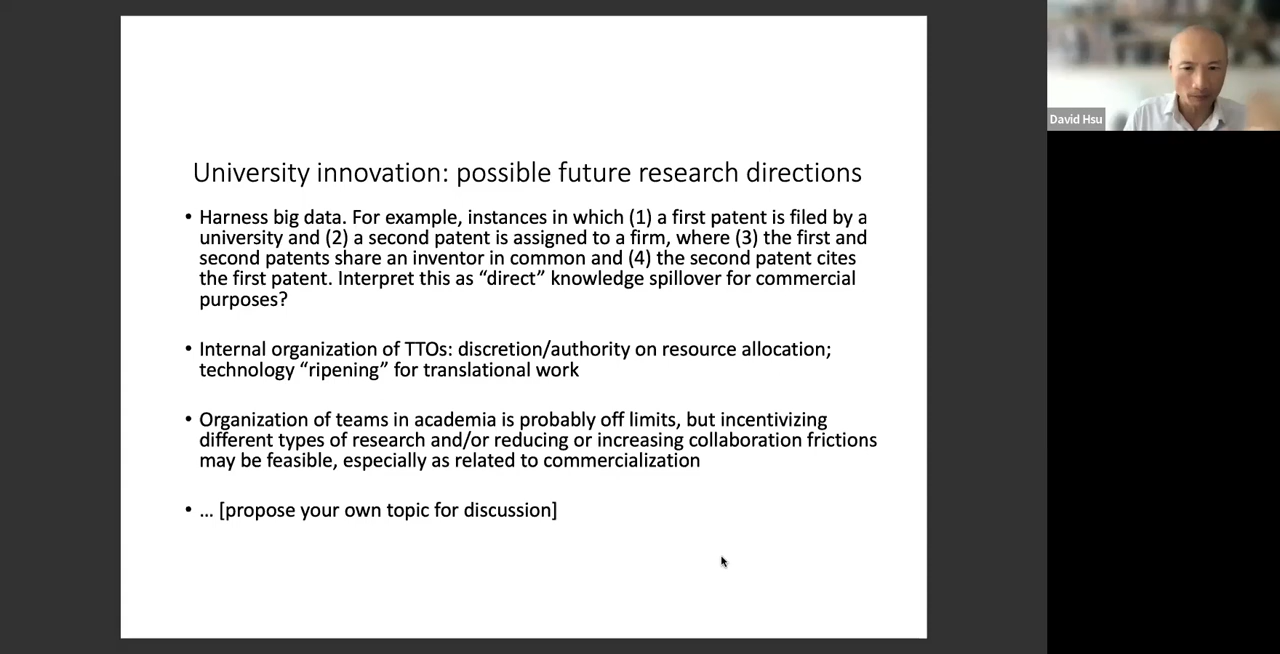 University innovation: possible future research directions
• Harness big data. For example, instances in which (1) a first patent is filed by a
university and (2) a second patent is assigned to a firm, where (3) the first and
second patents share an inventor in common and (4) the second patent cites
the first patent. Interpret this as “direct” knowledge spillover for commercial
purposes?
• Internal organization of TTOs: discretion/authority on resource allocation;
technology “ripening” for translational work
• Organization of teams in academia is probably off limits, but incentivizing
different types of research and/or reducing or increasing collaboration frictions
may be feasible, especially as related to commercialization
• … [propose your own topic for discussion]
David Hsu